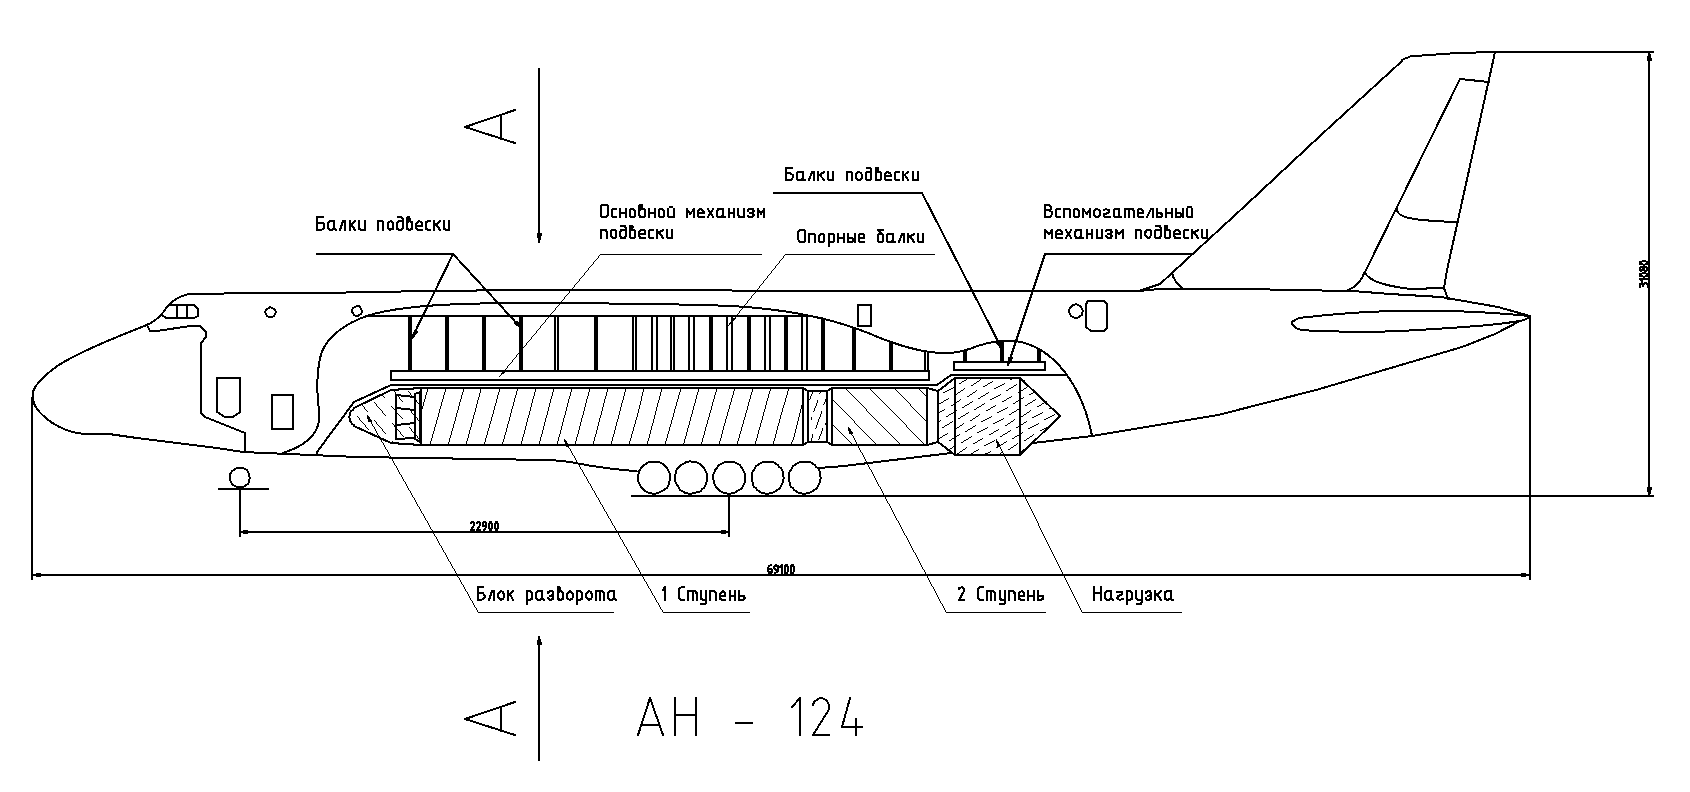 А
Балки подвески
Балки подвески
Основной механизм
подвески
Опорные балки
Вспомогательный
механизм подвески
31080
22900
69100
Блок разворота
1 Ступень
2 Ступень
Нагрузка
А
АН - 124